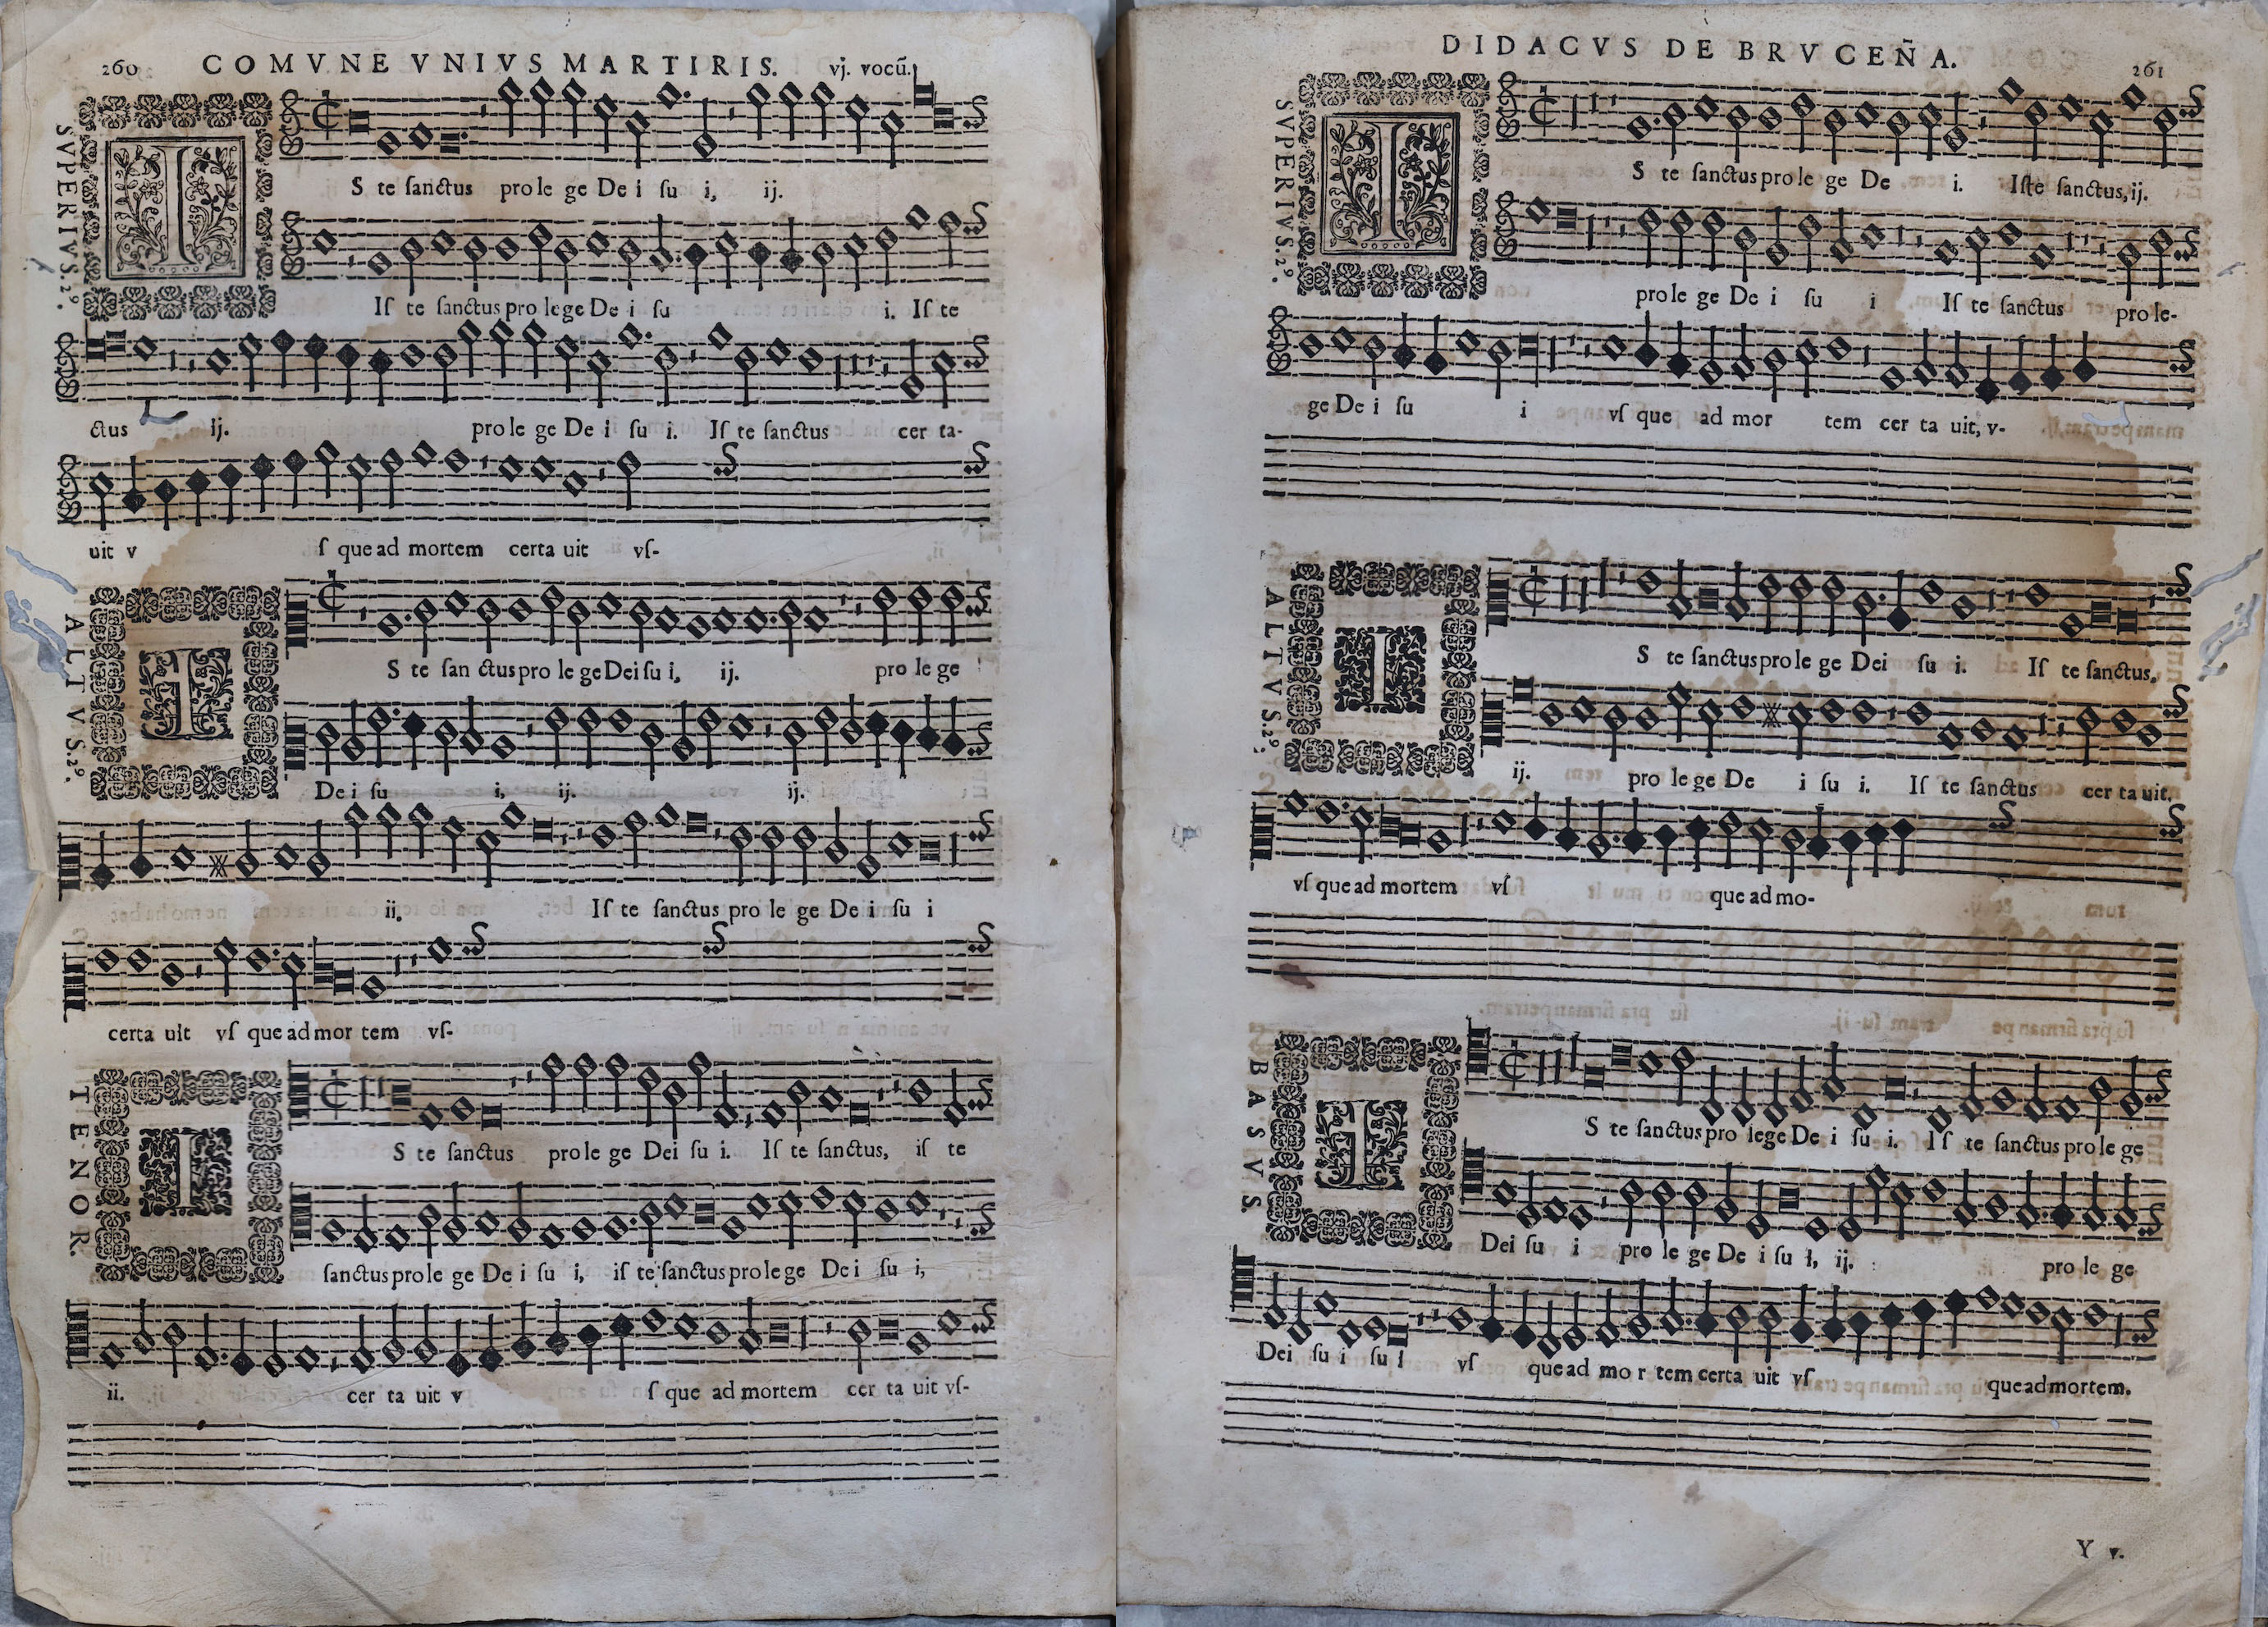 260 COMVNE VNIVS MARTIRIS. vj. vocũ.
SVPERIVS. 29.
I
S te sanctus pro le ge De i su i, ij.
Is te sanctus pro le ge De i su i. Is te
ctus ij. pro le ge De i su i. Is te sanctus cer ta-
uit v s que ad mortem certa uit vs-
ALTVS. 29.
I
S te san ctus pro le ge Dei su i, ij. pro le ge
De i su i, ij. ij.
ii. Is te sanctus pro le ge De i su i
certa uit vs que ad mor tem vs-
TENOR.
I
S te sanctus pro le ge Dei su i. Is te sanctus, is te
sanctus pro le ge De i su i, is te sanctus pro le ge De i su i,
ii. cer ta uit v s que ad mortem cer ta uit vs-
DIDACVS DE BRVCEÑA. 261
SVPERIVS. 29.
I
S te sanctus pro le ge De i. Iste sanctus, ij.
pro le ge De i su i Is te sanctus pro le-
ge De i su i vs que ad mor tem cer ta uit, v-
ALTVS. 29.
I
S te sanctus pro le ge Dei su i. Is te sanctus.
ij. pro le ge De i su i. Is te sanctus cer ta uit.
vs que ad mortem vs que ad mo-
BASVS.
I
S te sanctus pro le ge De i su i. Is te sanctus pro le ge
Dei su i pro le ge De i su i, ij. pro le ge
Dei su i su i vs que ad mo r tem certa uit vs que ad mortem.
Y v.